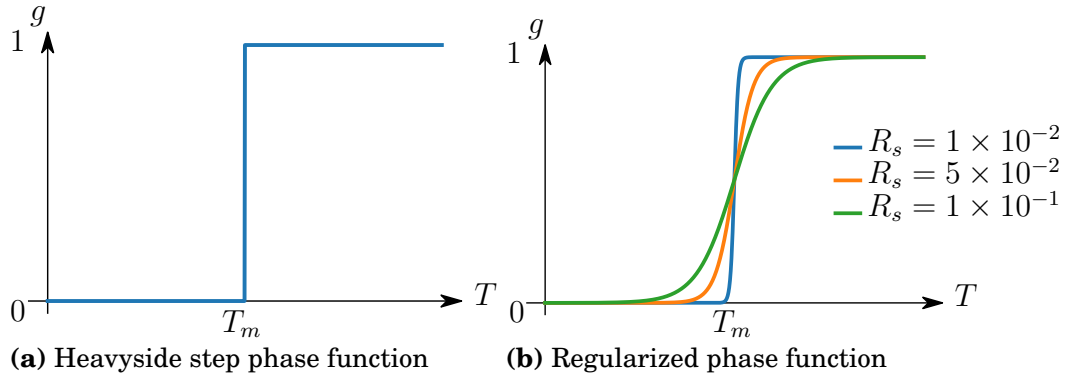 g
1
0
T_m
T
(a) Heavyside step phase function
g
1
R_s = 1 × 10^{-2}
R_s = 5 × 10^{-2}
R_s = 1 × 10^{-1}
0
T_m
T
(b) Regularized phase function